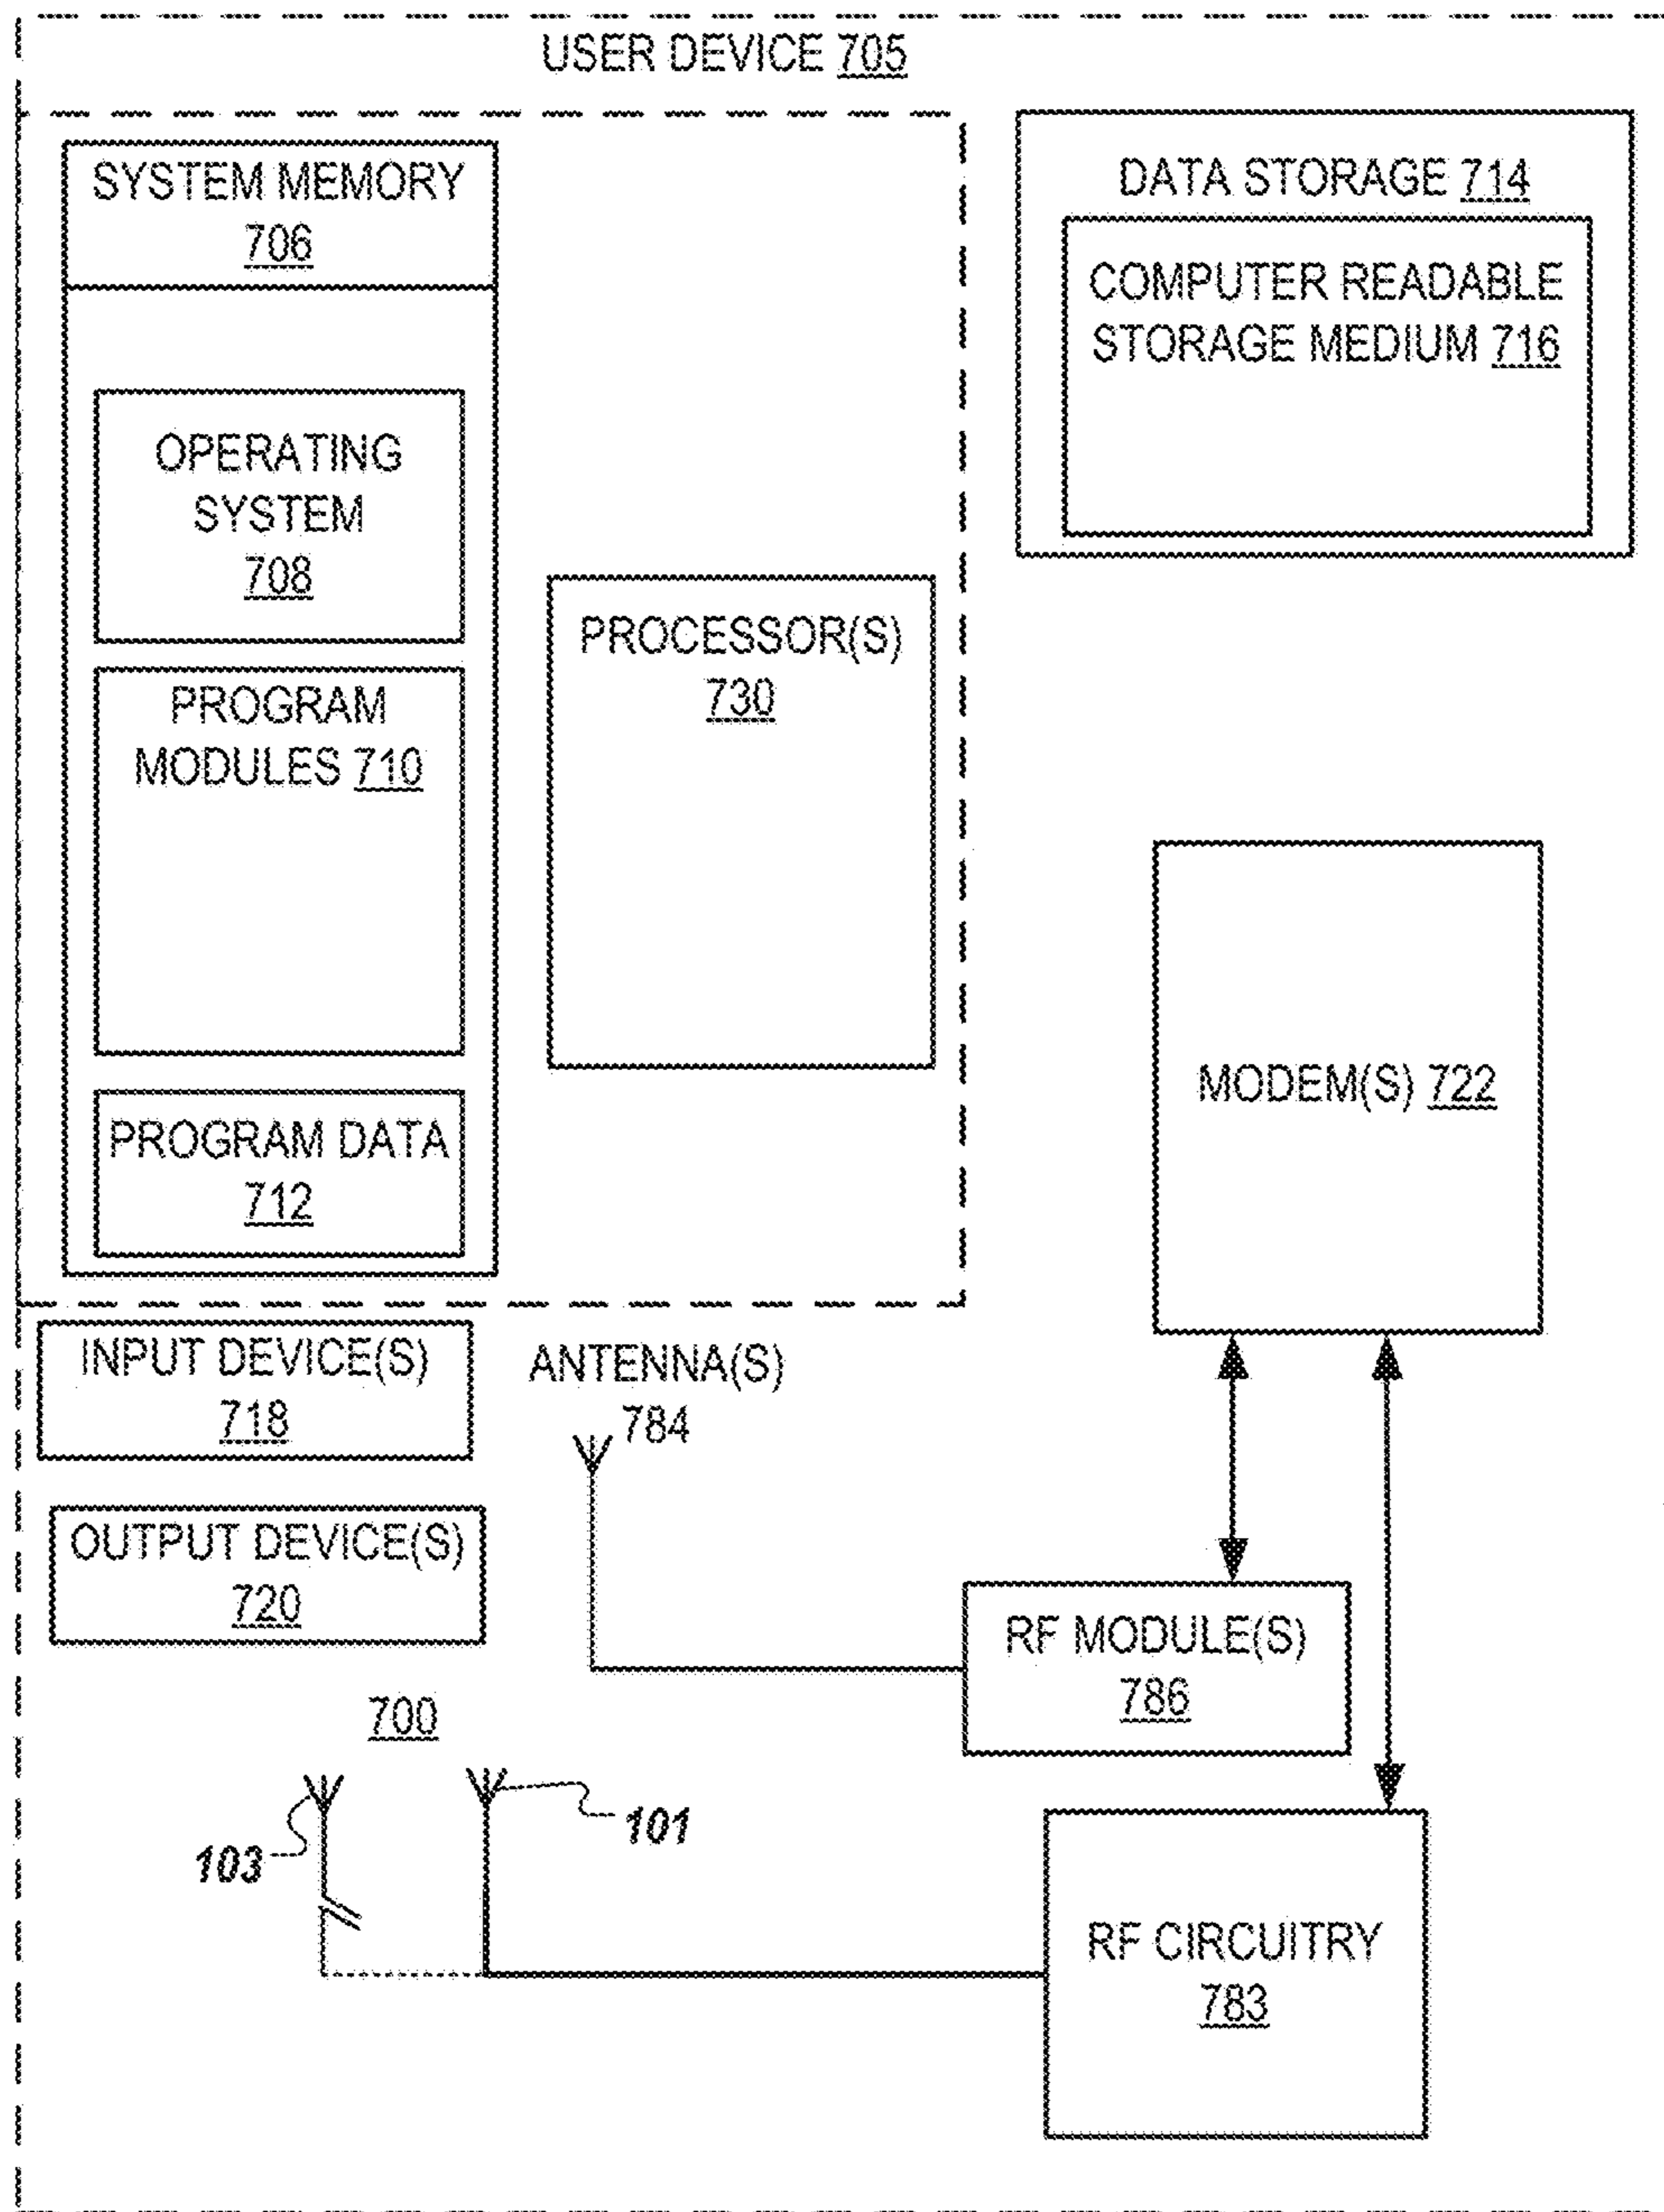 USER DEVICE 705
SYSTEM MEMORY
706
OPERATING
SYSTEM
708
PROGRAM
MODULES 710
PROGRAM DATA
712
PROCESSOR(S)
730
DATA STORAGE 714
COMPUTER READABLE
STORAGE MEDIUM 716
MODEM(S) 722
INPUT DEVICE(S)
718
ANTENNA(S)
784
OUTPUT DEVICE(S)
720
RF MODULE(S)
786
700
103
101
RF CIRCUITRY
783